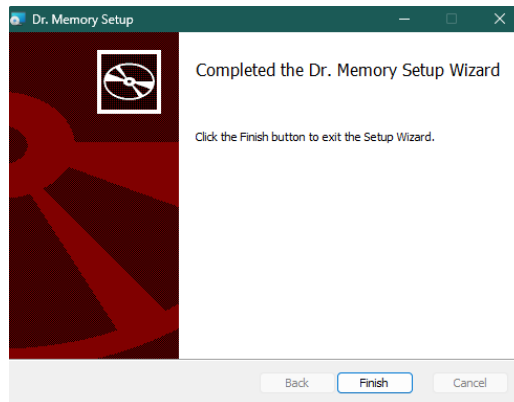 Dr. Memory Setup
Completed the Dr. Memory Setup Wizard
Click the Finish button to exit the Setup Wizard.
Back Finish Cancel